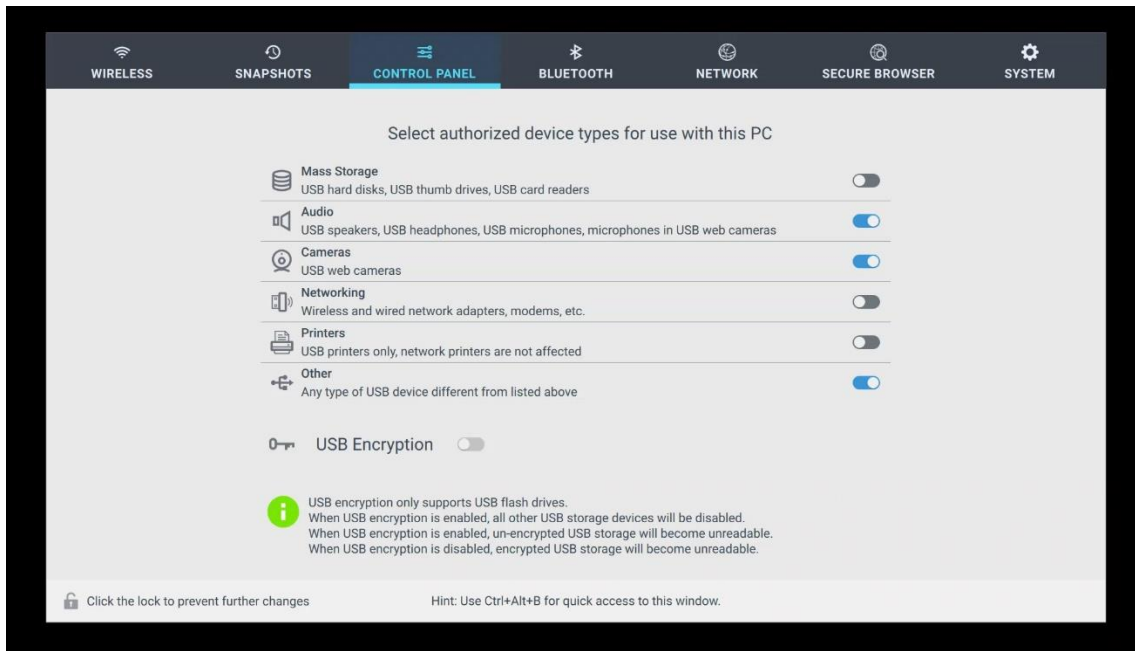 WIRELESS
SNAPSHOTS
CONTROL PANEL
BLUETOOTH
NETWORK
SECURE BROWSER
SYSTEM
Select authorized device types for use with this PC
Mass Storage
USB hard disks, USB thumb drives, USB card readers
Audio
USB speakers, USB headphones, USB microphones, microphones in USB web cameras
Cameras
USB web cameras
Networking
Wireless and wired network adapters, modems, etc.
Printers
USB printers only, network printers are not affected
Other
Any type of USB device different from listed above
USB Encryption
USB encryption only supports USB flash drives.
When USB encryption is enabled, all other USB storage devices will be disabled.
When USB encryption is enabled, un-encrypted USB storage will become unreadable.
When USB encryption is disabled, encrypted USB storage will become unreadable.
Click the lock to prevent further changes
Hint: Use Ctrl+Alt+B for quick access to this window.